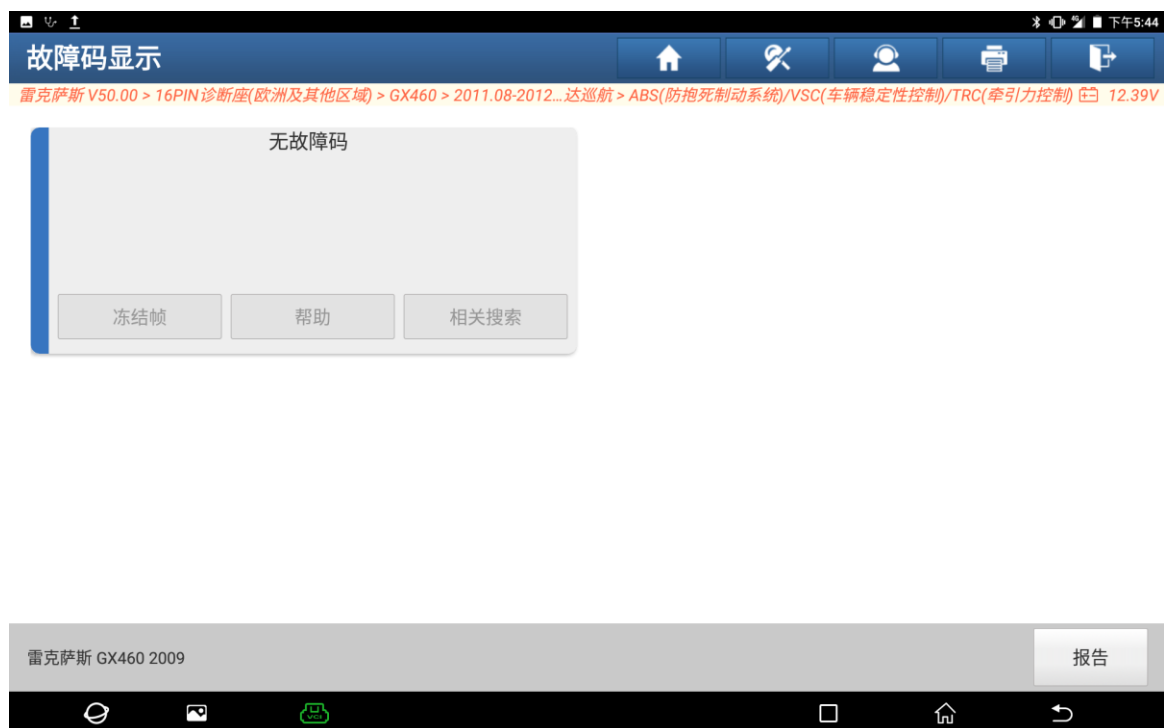 下午5:44
故障码显示
雷克萨斯 V50.00 > 16PIN诊断座(欧洲及其他区域) > GX460 > 2011.08-2012...达巡航 > ABS(防抱死制动系统)/VSC(车辆稳定性控制)/TRC(牵引力控制) 12.39V
无故障码
冻结帧 帮助 相关搜索
雷克萨斯 GX460 2009 报告
VCI